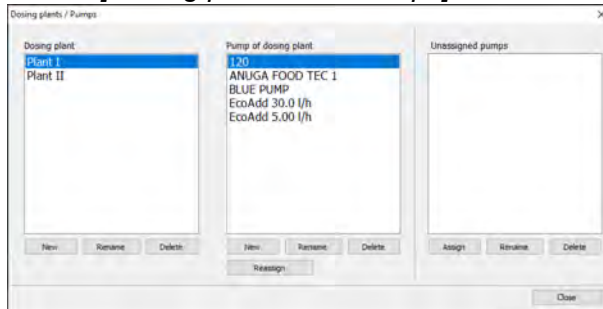 Dosing plants / Pumps
Dosing plant
Plant I
Plant II
New Rename Delete
Pump of dosing plant
120
ANUGA FOOD TEC 1
BLUE PUMP
EcoAdd 30.0 l/h
EcoAdd 5.00 l/h
New Rename Delete
Reassign
Unassigned pumps
Assign Rename Delete
Close